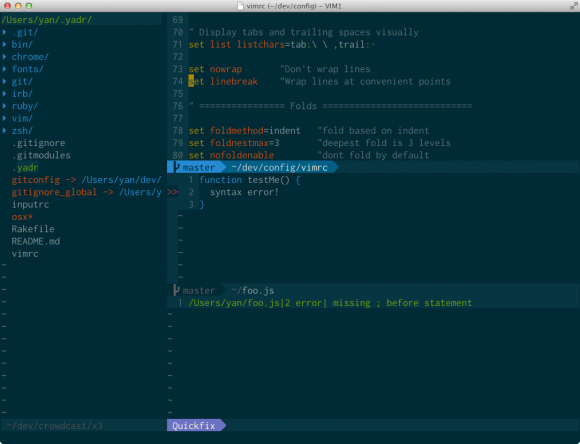 vimrc (~/dev/config) - VIM1
/Users/yan/.yadr/
.git/
bin/
chrome/
fonts/
git/
irb/
ruby/
vim/
zsh/
.gitignore
.gitmodules
.yadr
gitconfig -> /Users/yan/dev/
gitignore_global -> /Users/y
inputrc
osx*
Rakefile
README.md
vimrc
~/dev/crowdcast/x3
69
70 " Display tabs and trailing spaces visually
71 set list listchars=tab:\ \ ,trail:·
72
73 set nowrap       "Don't wrap lines
74 set linebreak    "Wrap lines at convenient points
75
76 " ================ Folds ============================
77
78 set foldmethod=indent   "fold based on indent
79 set foldnestmax=3       "deepest fold is 3 levels
80 set nofoldenable        "dont fold by default
master ~/dev/config/vimrc
1 function testMe() {
>> 2   syntax error!
3 }
~
~
~
~
~
~
master ~/foo.js
1 /Users/yan/foo.js|2 error| missing ; before statement
~
~
~
~
~
~
~
~
~
Quickfix